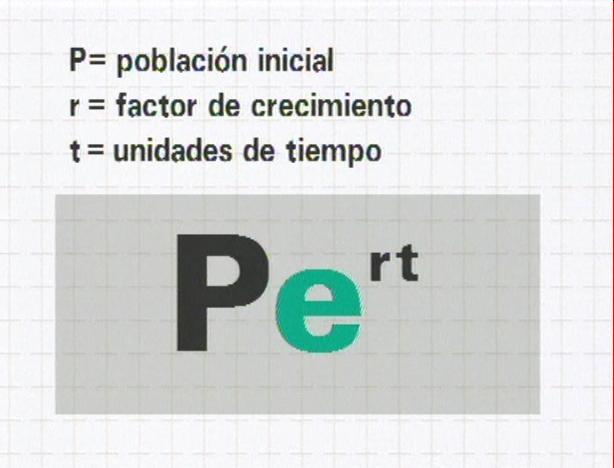 P= población inicial
r = factor de crecimiento
t = unidades de tiempo
Pe^rt